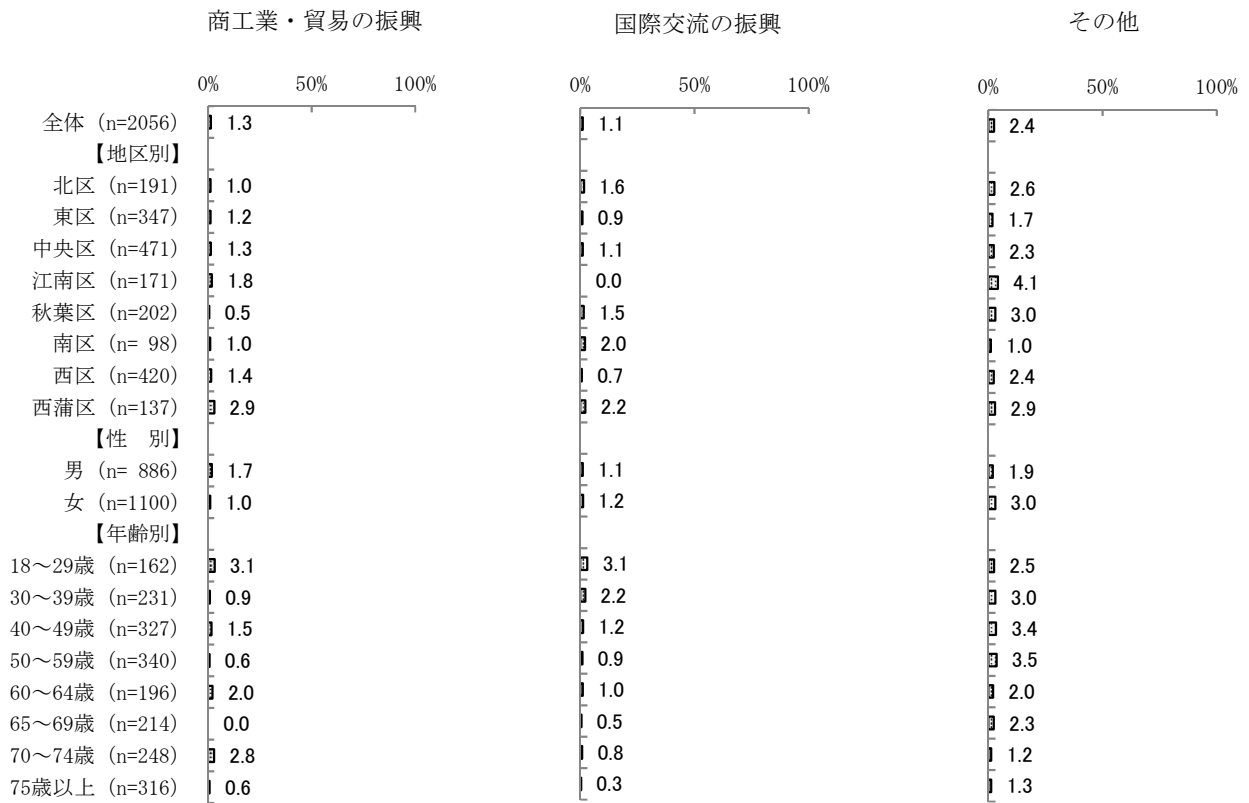 商工業・貿易の振興 国際交流の振興 その他
0% 50% 100% 0% 50% 100% 0% 50% 100%
全体 (n=2056) 1.3 1.1 2.4
【地区別】
北区 (n=191) 1.0 1.6 2.6
東区 (n=347) 1.2 0.9 1.7
中央区 (n=471) 1.3 1.1 2.3
江南区 (n=171) 1.8 0.0 4.1
秋葉区 (n=202) 0.5 1.5 3.0
南区 (n= 98) 1.0 2.0 1.0
西区 (n=420) 1.4 0.7 2.4
西蒲区 (n=137) 2.9 2.2 2.9
【性　別】
男 (n= 886) 1.7 1.1 1.9
女 (n=1100) 1.0 1.2 3.0
【年齢別】
18～29歳 (n=162) 3.1 3.1 2.5
30～39歳 (n=231) 0.9 2.2 3.0
40～49歳 (n=327) 1.5 1.2 3.4
50～59歳 (n=340) 0.6 0.9 3.5
60～64歳 (n=196) 2.0 1.0 2.0
65～69歳 (n=214) 0.0 0.5 2.3
70～74歳 (n=248) 2.8 0.8 1.2
75歳以上 (n=316) 0.6 0.3 1.3